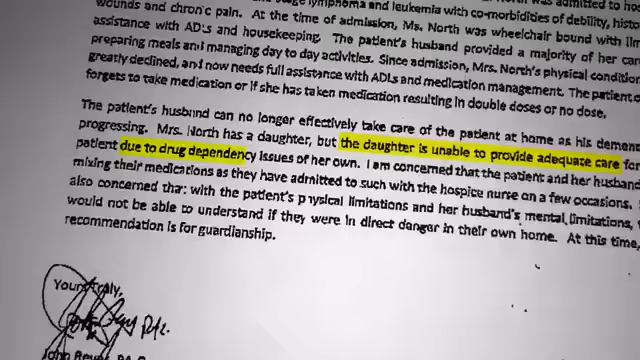 stage lymphoma and leukemia with co-morbidities of debility,
wounds and chronic pain. At the time of admission, Ms. North was wheelchair bound with
assistance with ADLs and housekeeping. The patient's husband provided a majority of her
preparing meals and managing day to day activities. Since admission, Mrs. North's physical condition
greatly declined, and now needs full assistance with ADLs and medication management. The patient
forgets to take medication or if she has taken medication resulting in double doses or no dose.
The patient's husband can no longer effectively take care of the patient at home as his
progressing. Mrs. North has a daughter, but the daughter is unable to provide adequate care for
patient due to drug dependency issues of her own. I am concerned that the patient and her husband
mixing their medications as they have admitted to such with the hospice nurse on a few occasions.
also concerned that with the patient's physical limitations and her husband's mental limitations,
would not be able to understand if they were in direct danger in their own home. At this time,
recommendation is for guardianship.
Yours truly,